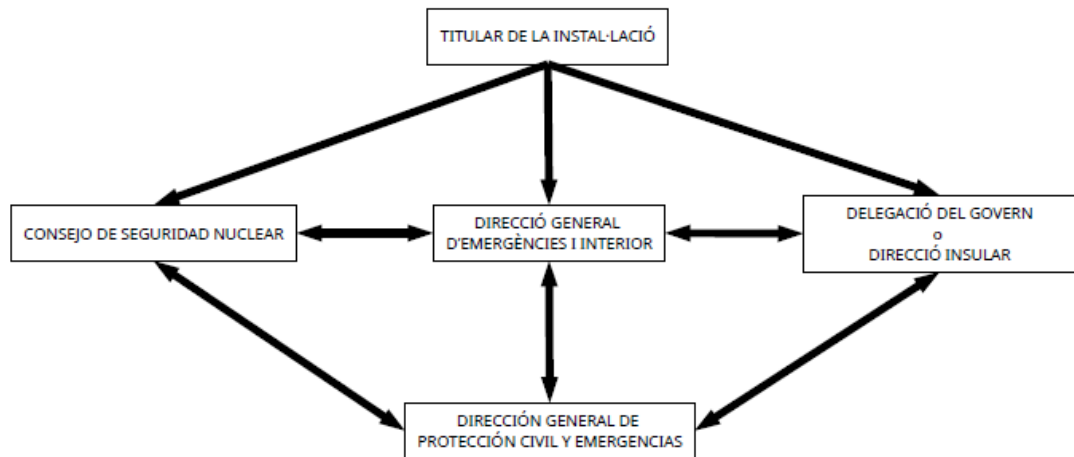 TITULAR DE LA INSTAL·LACIÓ
CONSEJO DE SEGURIDAD NUCLEAR
DIRECCIÓ GENERAL
D'EMERGÈNCIES I INTERIOR
DELEGACIÓ DEL GOVERN
o
DIRECCIÓ INSULAR
DIRECCIÓN GENERAL DE
PROTECCIÓN CIVIL Y EMERGENCIAS